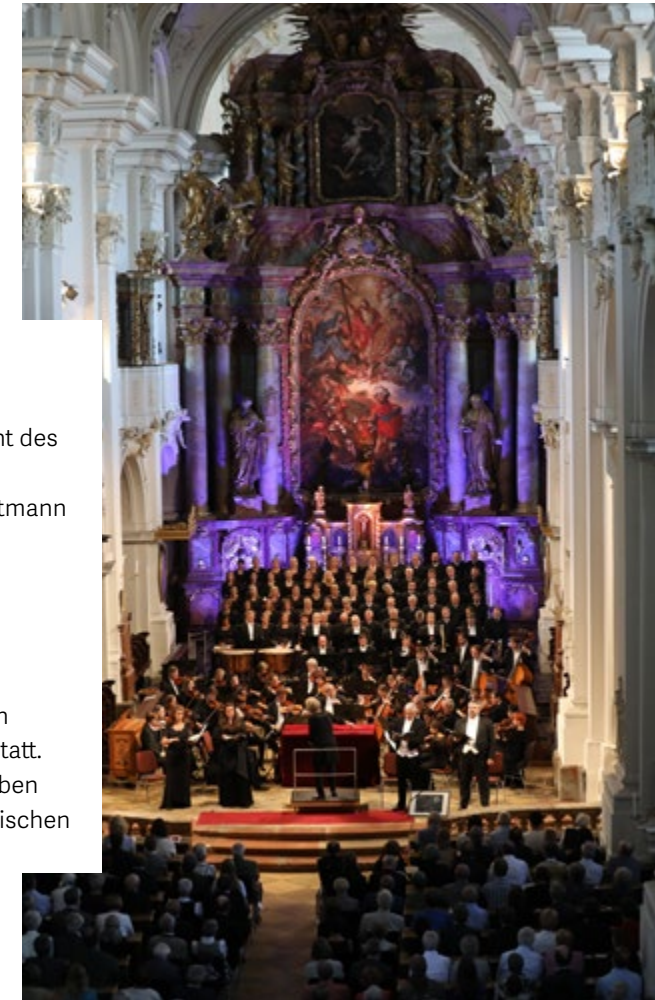 nt des
tmann
n
tatt.
ben
ischen